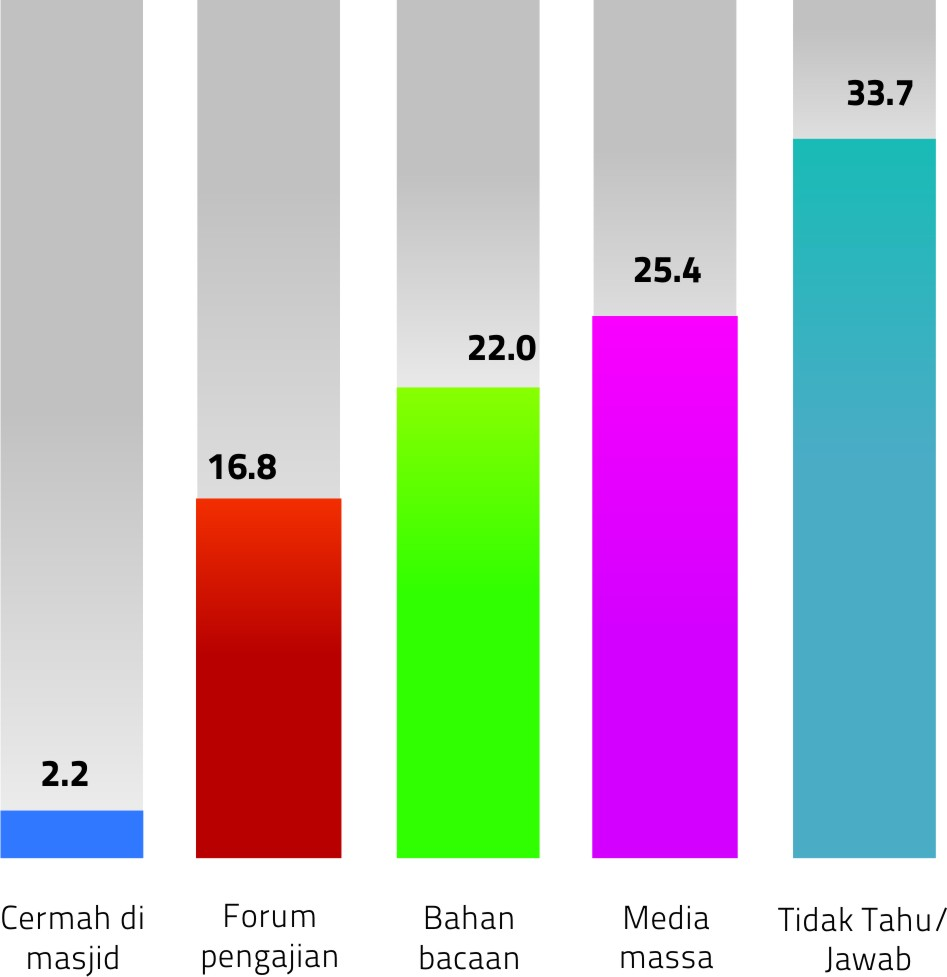 33.7
25.4
22.0
16.8
2.2
Cermah di
masjid
Forum
pengajian
Bahan
bacaan
Media
massa
Tidak Tahu/
Jawab